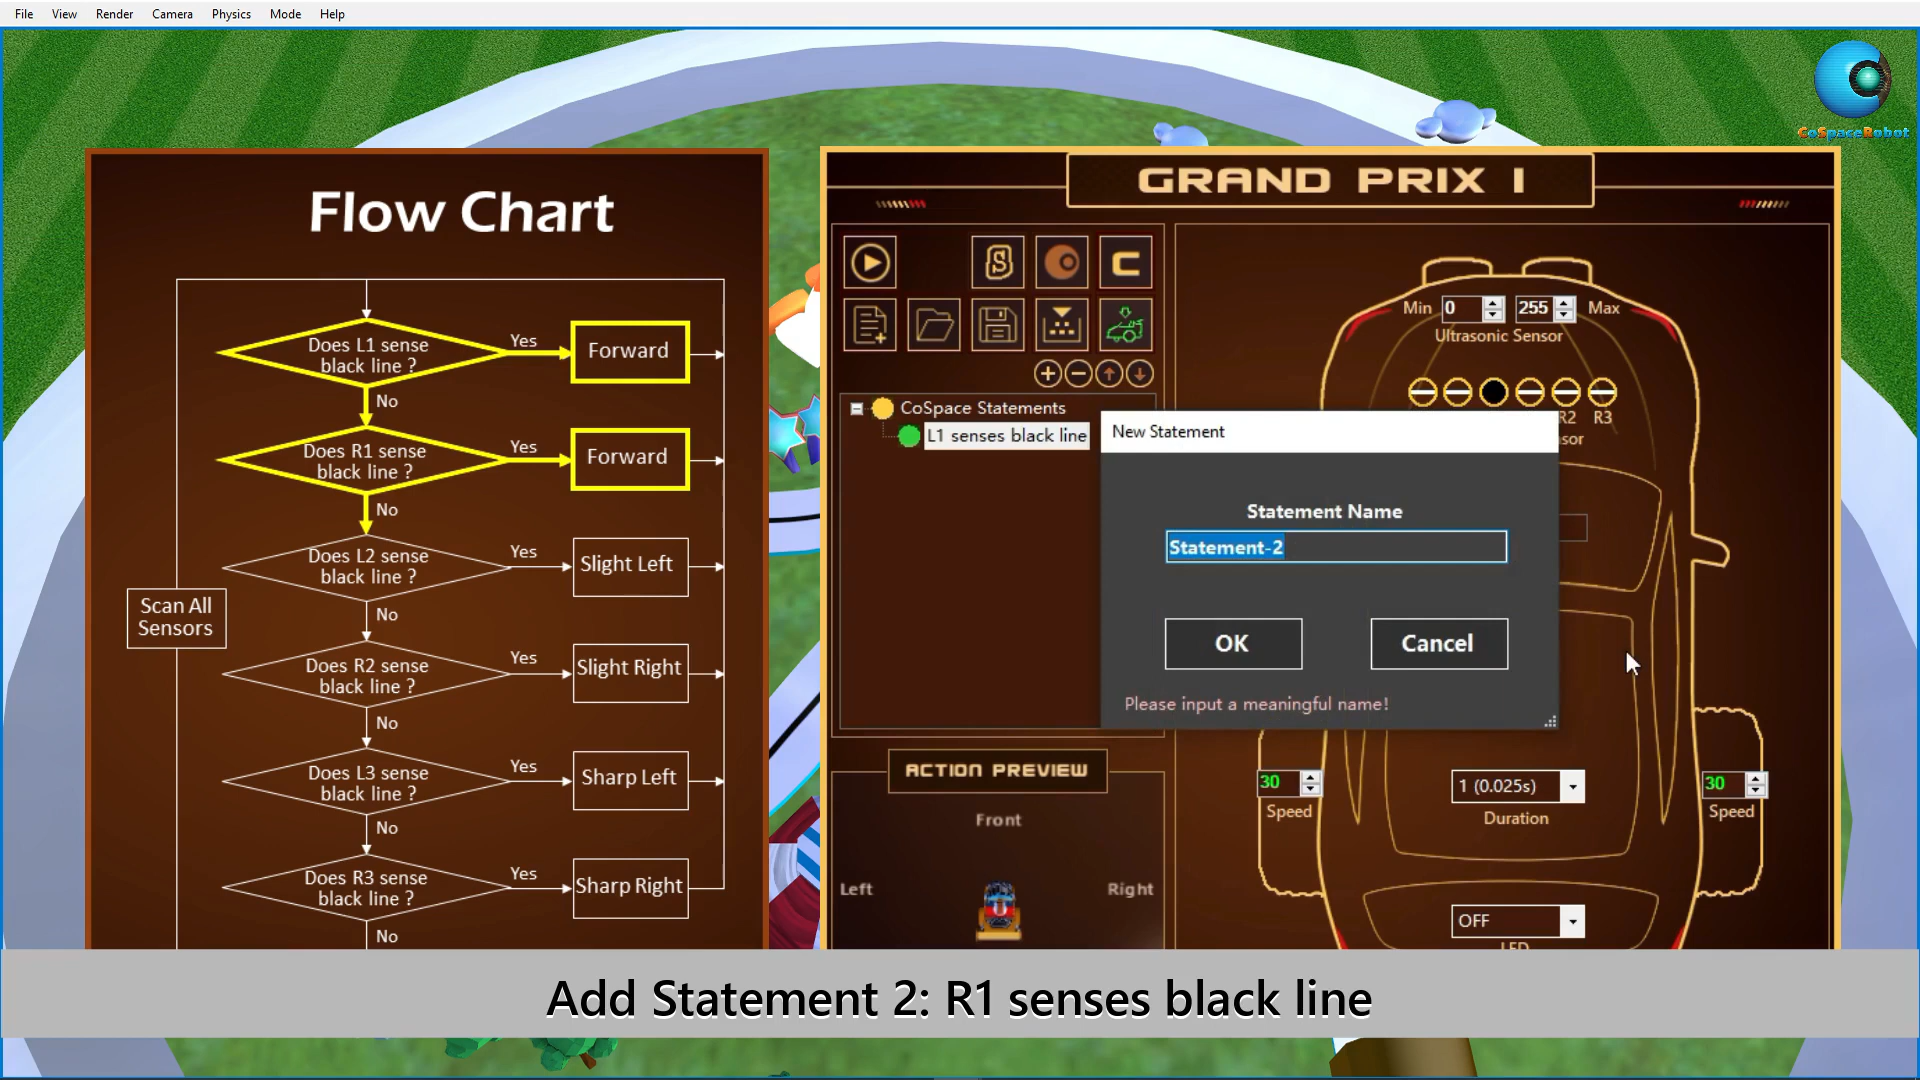 File View Render Camera Physics Mode Help
CoSpaceRobot
Flow Chart
Does L1 sense
black line ?
Yes
Forward
No
Does R1 sense
black line ?
Yes
Forward
No
Does L2 sense
black line ?
Yes
Slight Left
No
Scan All
Sensors
Does R2 sense
black line ?
Yes
Slight Right
No
Does L3 sense
black line ?
Yes
Sharp Left
No
Does R3 sense
black line ?
Yes
Sharp Right
No
GRAND PRIX I
S
C
CoSpace Statements
L1 senses black line
Min 0 255 Max
Ultrasonic Sensor
R2 R3
sor
New Statement
Statement Name
Statement-2
OK Cancel
Please input a meaningful name!
ACTION PREVIEW
Front
Left Right
30
Speed
1 (0.025s)
Duration
30
Speed
OFF
LED
Add Statement 2: R1 senses black line